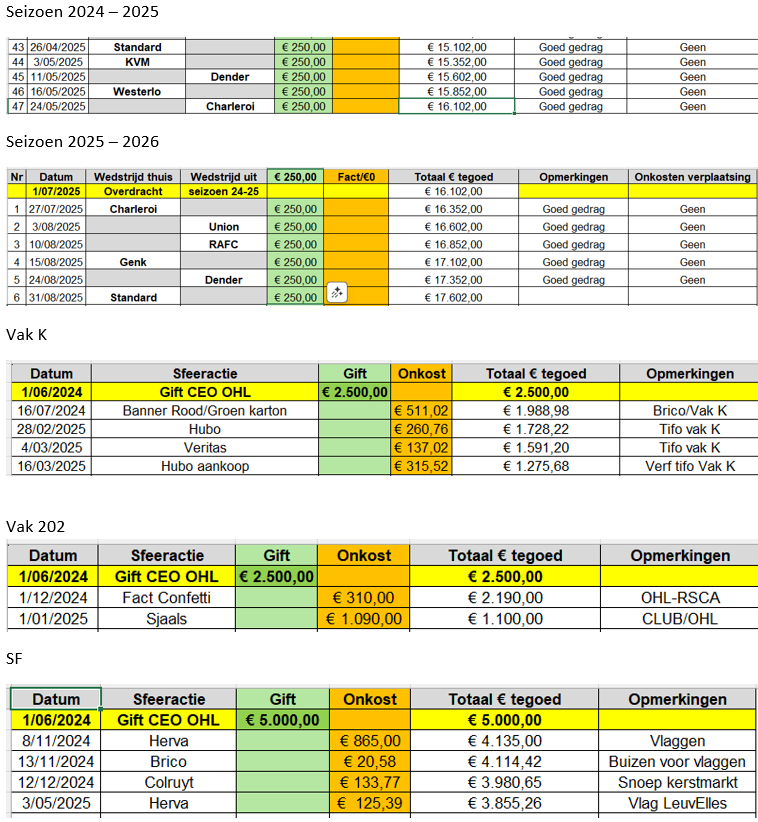 Seizoen 2024 – 2025
43 26/04/2025 Standard € 250,00 € 15.102,00 Goed gedrag Geen
44 3/05/2025 KVM € 250,00 € 15.352,00 Goed gedrag Geen
45 11/05/2025 Dender € 250,00 € 15.602,00 Goed gedrag Geen
46 16/05/2025 Westerlo € 250,00 € 15.852,00 Goed gedrag Geen
47 24/05/2025 Charleroi € 250,00 € 16.102,00 Goed gedrag Geen
Seizoen 2025 – 2026
Nr Datum Wedstrijd thuis Wedstrijd uit € 250,00 Fact/€0 Totaal € tegoed Opmerkingen Onkosten verplaatsing
1/07/2025 Overdracht seizoen 24-25 € 16.102,00
1 27/07/2025 Charleroi € 250,00 € 16.352,00 Goed gedrag Geen
2 3/08/2025 Union € 250,00 € 16.602,00 Goed gedrag Geen
3 10/08/2025 RAFC € 250,00 € 16.852,00 Goed gedrag Geen
4 15/08/2025 Genk € 250,00 € 17.102,00 Goed gedrag Geen
5 24/08/2025 Dender € 250,00 € 17.352,00 Goed gedrag Geen
6 31/08/2025 Standard € 250,00 € 17.602,00
Vak K
Datum Sfeeractie Gift Onkost Totaal € tegoed Opmerkingen
1/06/2024 Gift CEO OHL € 2.500,00 € 2.500,00
16/07/2024 Banner Rood/Groen karton € 511,02 € 1.988,98 Brico/Vak K
28/02/2025 Hubo € 260,76 € 1.728,22 Tifo vak K
4/03/2025 Veritas € 137,02 € 1.591,20 Tifo vak K
16/03/2025 Hubo aankoop € 315,52 € 1.275,68 Verf tifo Vak K
Vak 202
Datum Sfeeractie Gift Onkost Totaal € tegoed Opmerkingen
1/06/2024 Gift CEO OHL € 2.500,00 € 2.500,00
1/12/2024 Fact Confetti € 310,00 € 2.190,00 OHL-RSCA
1/01/2025 Sjaals € 1.090,00 € 1.100,00 CLUB/OHL
SF
Datum Sfeeractie Gift Onkost Totaal € tegoed Opmerkingen
1/06/2024 Gift CEO OHL € 5.000,00 € 5.000,00
8/11/2024 Herva € 865,00 € 4.135,00 Vlaggen
13/11/2024 Brico € 20,58 € 4.114,42 Buizen voor vlaggen
12/12/2024 Colruyt € 133,77 € 3.980,65 Snoep kerstmarkt
3/05/2025 Herva € 125,39 € 3.855,26 Vlag LeuvElles